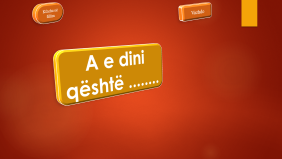 A e dini
qështë ........